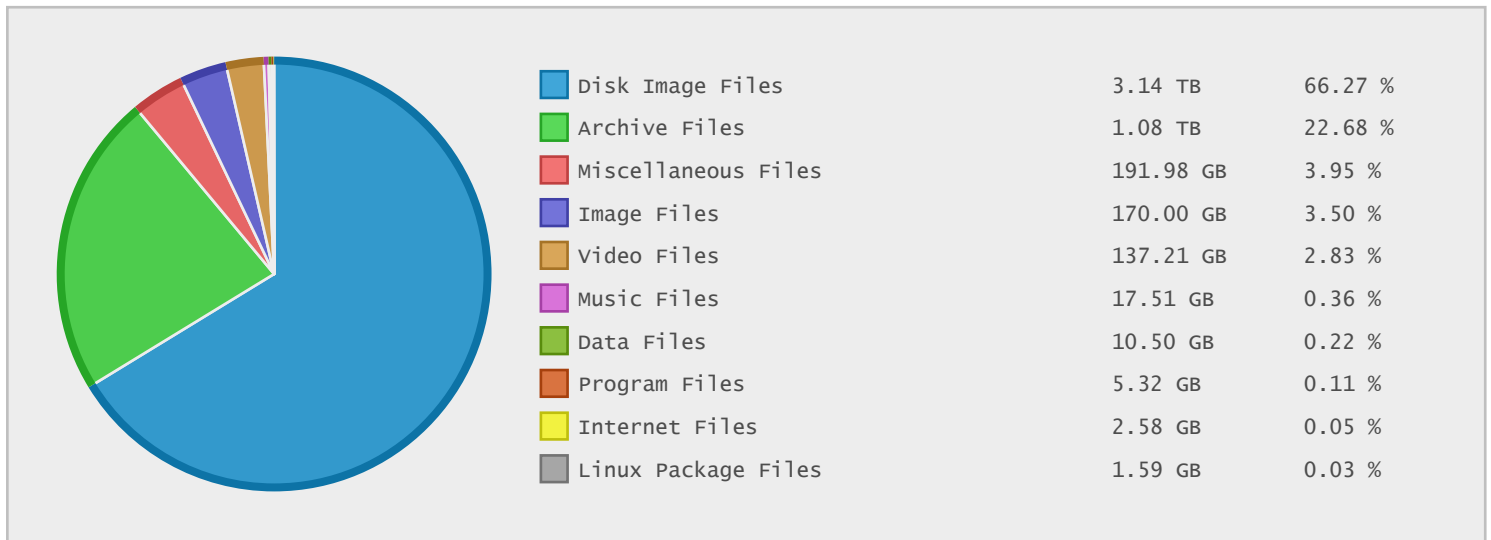 Disk Image Files 3.14 TB 66.27 %
Archive Files 1.08 TB 22.68 %
Miscellaneous Files 191.98 GB 3.95 %
Image Files 170.00 GB 3.50 %
Video Files 137.21 GB 2.83 %
Music Files 17.51 GB 0.36 %
Data Files 10.50 GB 0.22 %
Program Files 5.32 GB 0.11 %
Internet Files 2.58 GB 0.05 %
Linux Package Files 1.59 GB 0.03 %